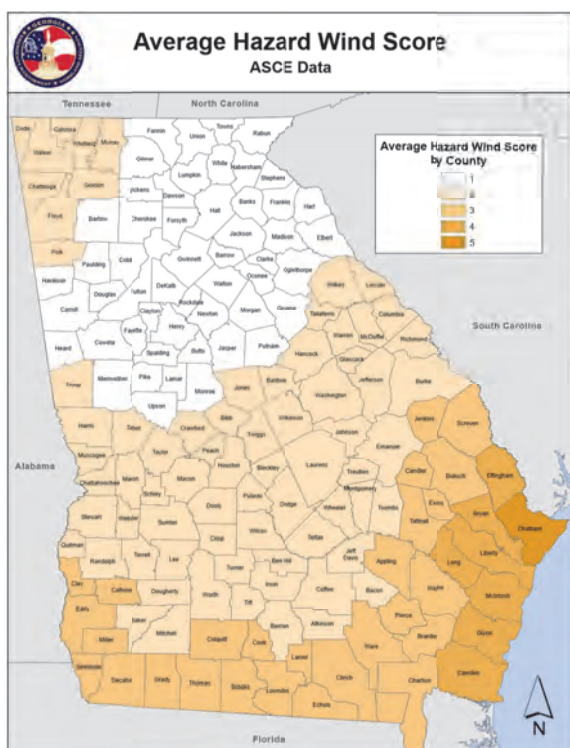 GEORGIA
Average Hazard Wind Score
ASCE Data
Tennessee
North Carolina
Dade
Catoosa
Whitfield
Murray
Walker
Fannin
Union
Towns
Rabun
Gilmer
White
Habersham
Lumpkin
Stephens
Chattooga
Gordon
Pickens
Dawson
Banks
Franklin
Hart
Floyd
Bartow
Cherokee
Forsyth
Hall
Jackson
Madison
Elbert
Polk
Paulding
Cobb
Gwinnett
Barrow
Clarke
Oconee
Oglethorpe
Haralson
Douglas
Fulton
DeKalb
Walton
Rockdale
Carroll
Clayton
Newton
Morgan
Greene
Wilkes
Lincoln
Fayette
Henry
Heard
Coweta
Spalding
Butts
Jasper
Putnam
Taliaferro
Columbia
Warren
McDuffie
Richmond
Hancock
Glascock
Troup
Meriwether
Pike
Lamar
Monroe
Jones
Baldwin
Jefferson
Burke
Upson
Washington
Harris
Talbot
Crawford
Bibb
Wilkinson
Jenkins
Screven
Taylor
Peach
Twiggs
Johnson
Muscogee
Houston
Bleckley
Laurens
Emanuel
Chattahoochee
Marion
Macon
Treutlen
Candler
Bulloch
Effingham
Schley
Pulaski
Montgomery
Stewart
Webster
Dooly
Dodge
Wheeler
Toombs
Evans
Bryan
Chatham
Sumter
Wilcox
Telfair
Tattnall
Quitman
Crisp
Liberty
Randolph
Terrell
Lee
Turner
Ben Hill
Jeff
Davis
Appling
Long
Clay
Calhoun
Dougherty
Worth
Tift
Irwin
Coffee
Bacon
Wayne
McIntosh
Early
Baker
Mitchell
Berrien
Atkinson
Pierce
Miller
Colquitt
Cook
Ware
Brantley
Glynn
Lanier
Seminole
Decatur
Grady
Thomas
Brooks
Lowndes
Clinch
Echols
Charlton
Camden
Average Hazard Wind Score
by County
1
2
3
4
5
South Carolina
Alabama
Florida
N